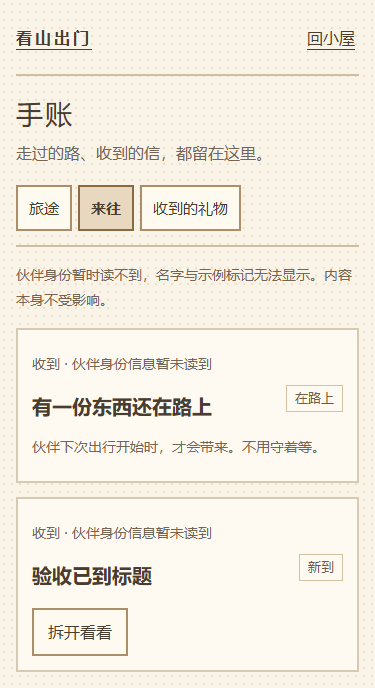 看山出门
回小屋
手账
走过的路、收到的信，都留在这里。
旅途
来往
收到的礼物
伙伴身份暂时读不到，名字与示例标记无法显示。内容
本身不受影响。
收到 · 伙伴身份信息暂未读到
有一份东西还在路上
在路上
伙伴下次出行开始时，才会带来。不用守着等。
收到 · 伙伴身份信息暂未读到
验收已到标题
新到
拆开看看